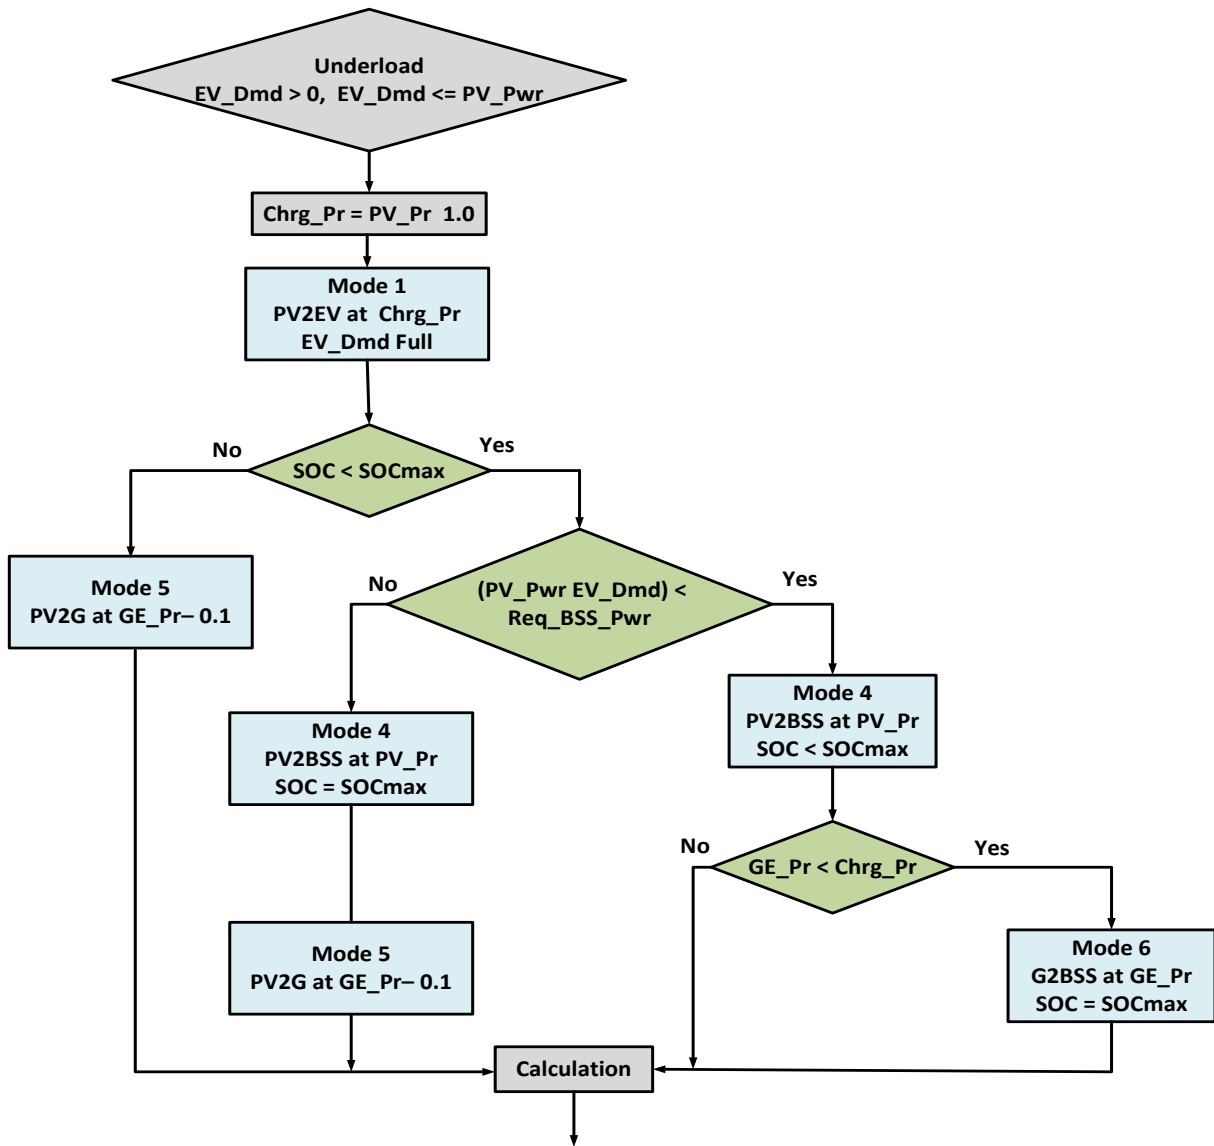 Underload
EV_Dmd > 0, EV_Dmd <= PV_Pwr
Chrg_Pr = PV_Pr 1.0
Mode 1
PV2EV at Chrg_Pr
EV_Dmd Full
No
Yes
SOC < SOCmax
Mode 5
PV2G at GE_Pr– 0.1
No
Yes
(PV_Pwr EV_Dmd) <
Req_BSS_Pwr
Mode 4
PV2BSS at PV_Pr
SOC = SOCmax
Mode 4
PV2BSS at PV_Pr
SOC < SOCmax
No
Yes
GE_Pr < Chrg_Pr
Mode 5
PV2G at GE_Pr– 0.1
Mode 6
G2BSS at GE_Pr
SOC = SOCmax
Calculation